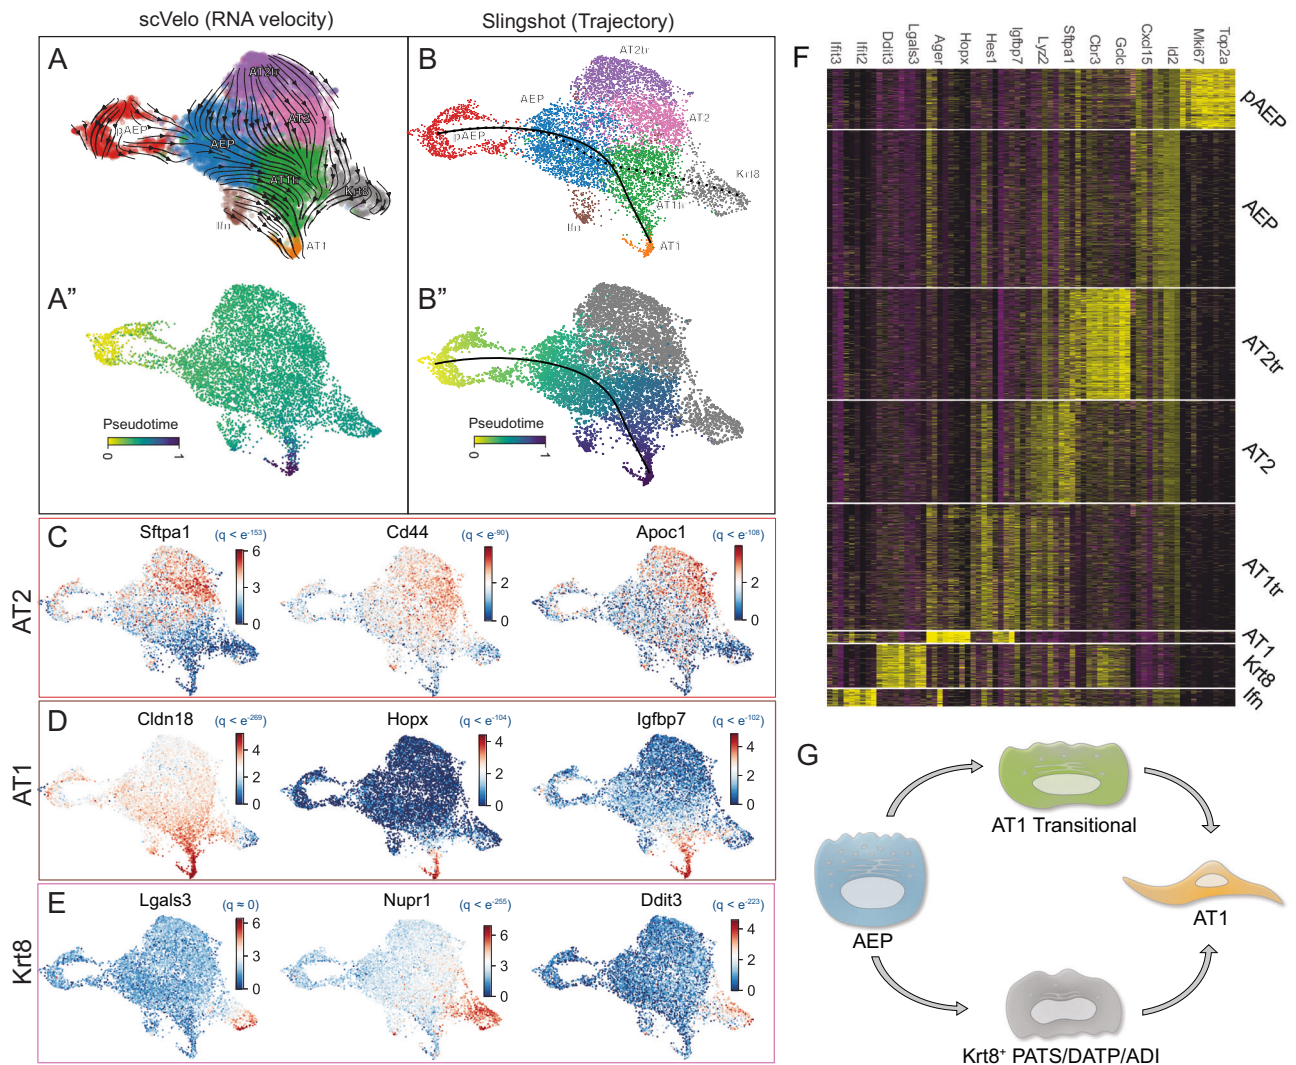 scVelo (RNA velocity)
Slingshot (Trajectory)
A
AT2tr
pAEP
AT2
AEP
AT1tr
Krt8
Ifn
AT1
B
AT2tr
AEP
AT2
pAEP
Krt8
AT1tr
Ifn
AT1
A”
Pseudotime
0
1
B”
Pseudotime
0
1
C
AT2
Sftpa1
(q < e-153)
6
3
0
Cd44
(q < e-90)
2
0
Apoc1
(q < e-108)
2
0
D
AT1
Cldn18
(q < e-269)
4
2
0
Hopx
(q < e-104)
4
2
0
Igfbp7
(q < e-102)
4
2
0
E
Krt8
Lgals3
(q ≈ 0)
6
3
0
Nupr1
(q < e-255)
6
3
0
Ddit3
(q < e-223)
4
2
0
F
Ifit3
Ifit2
Ddit3
Lgals3
Ager
Hopx
Hes1
Igfbp7
Lyz2
Sftpa1
Cbr3
Gclc
Cxcl15
Id2
Mki67
Top2a
pAEP
AEP
AT2tr
AT2
AT1tr
AT1
Krt8
Ifn
G
AT1 Transitional
AEP
AT1
Krt8+ PATS/DATP/ADI